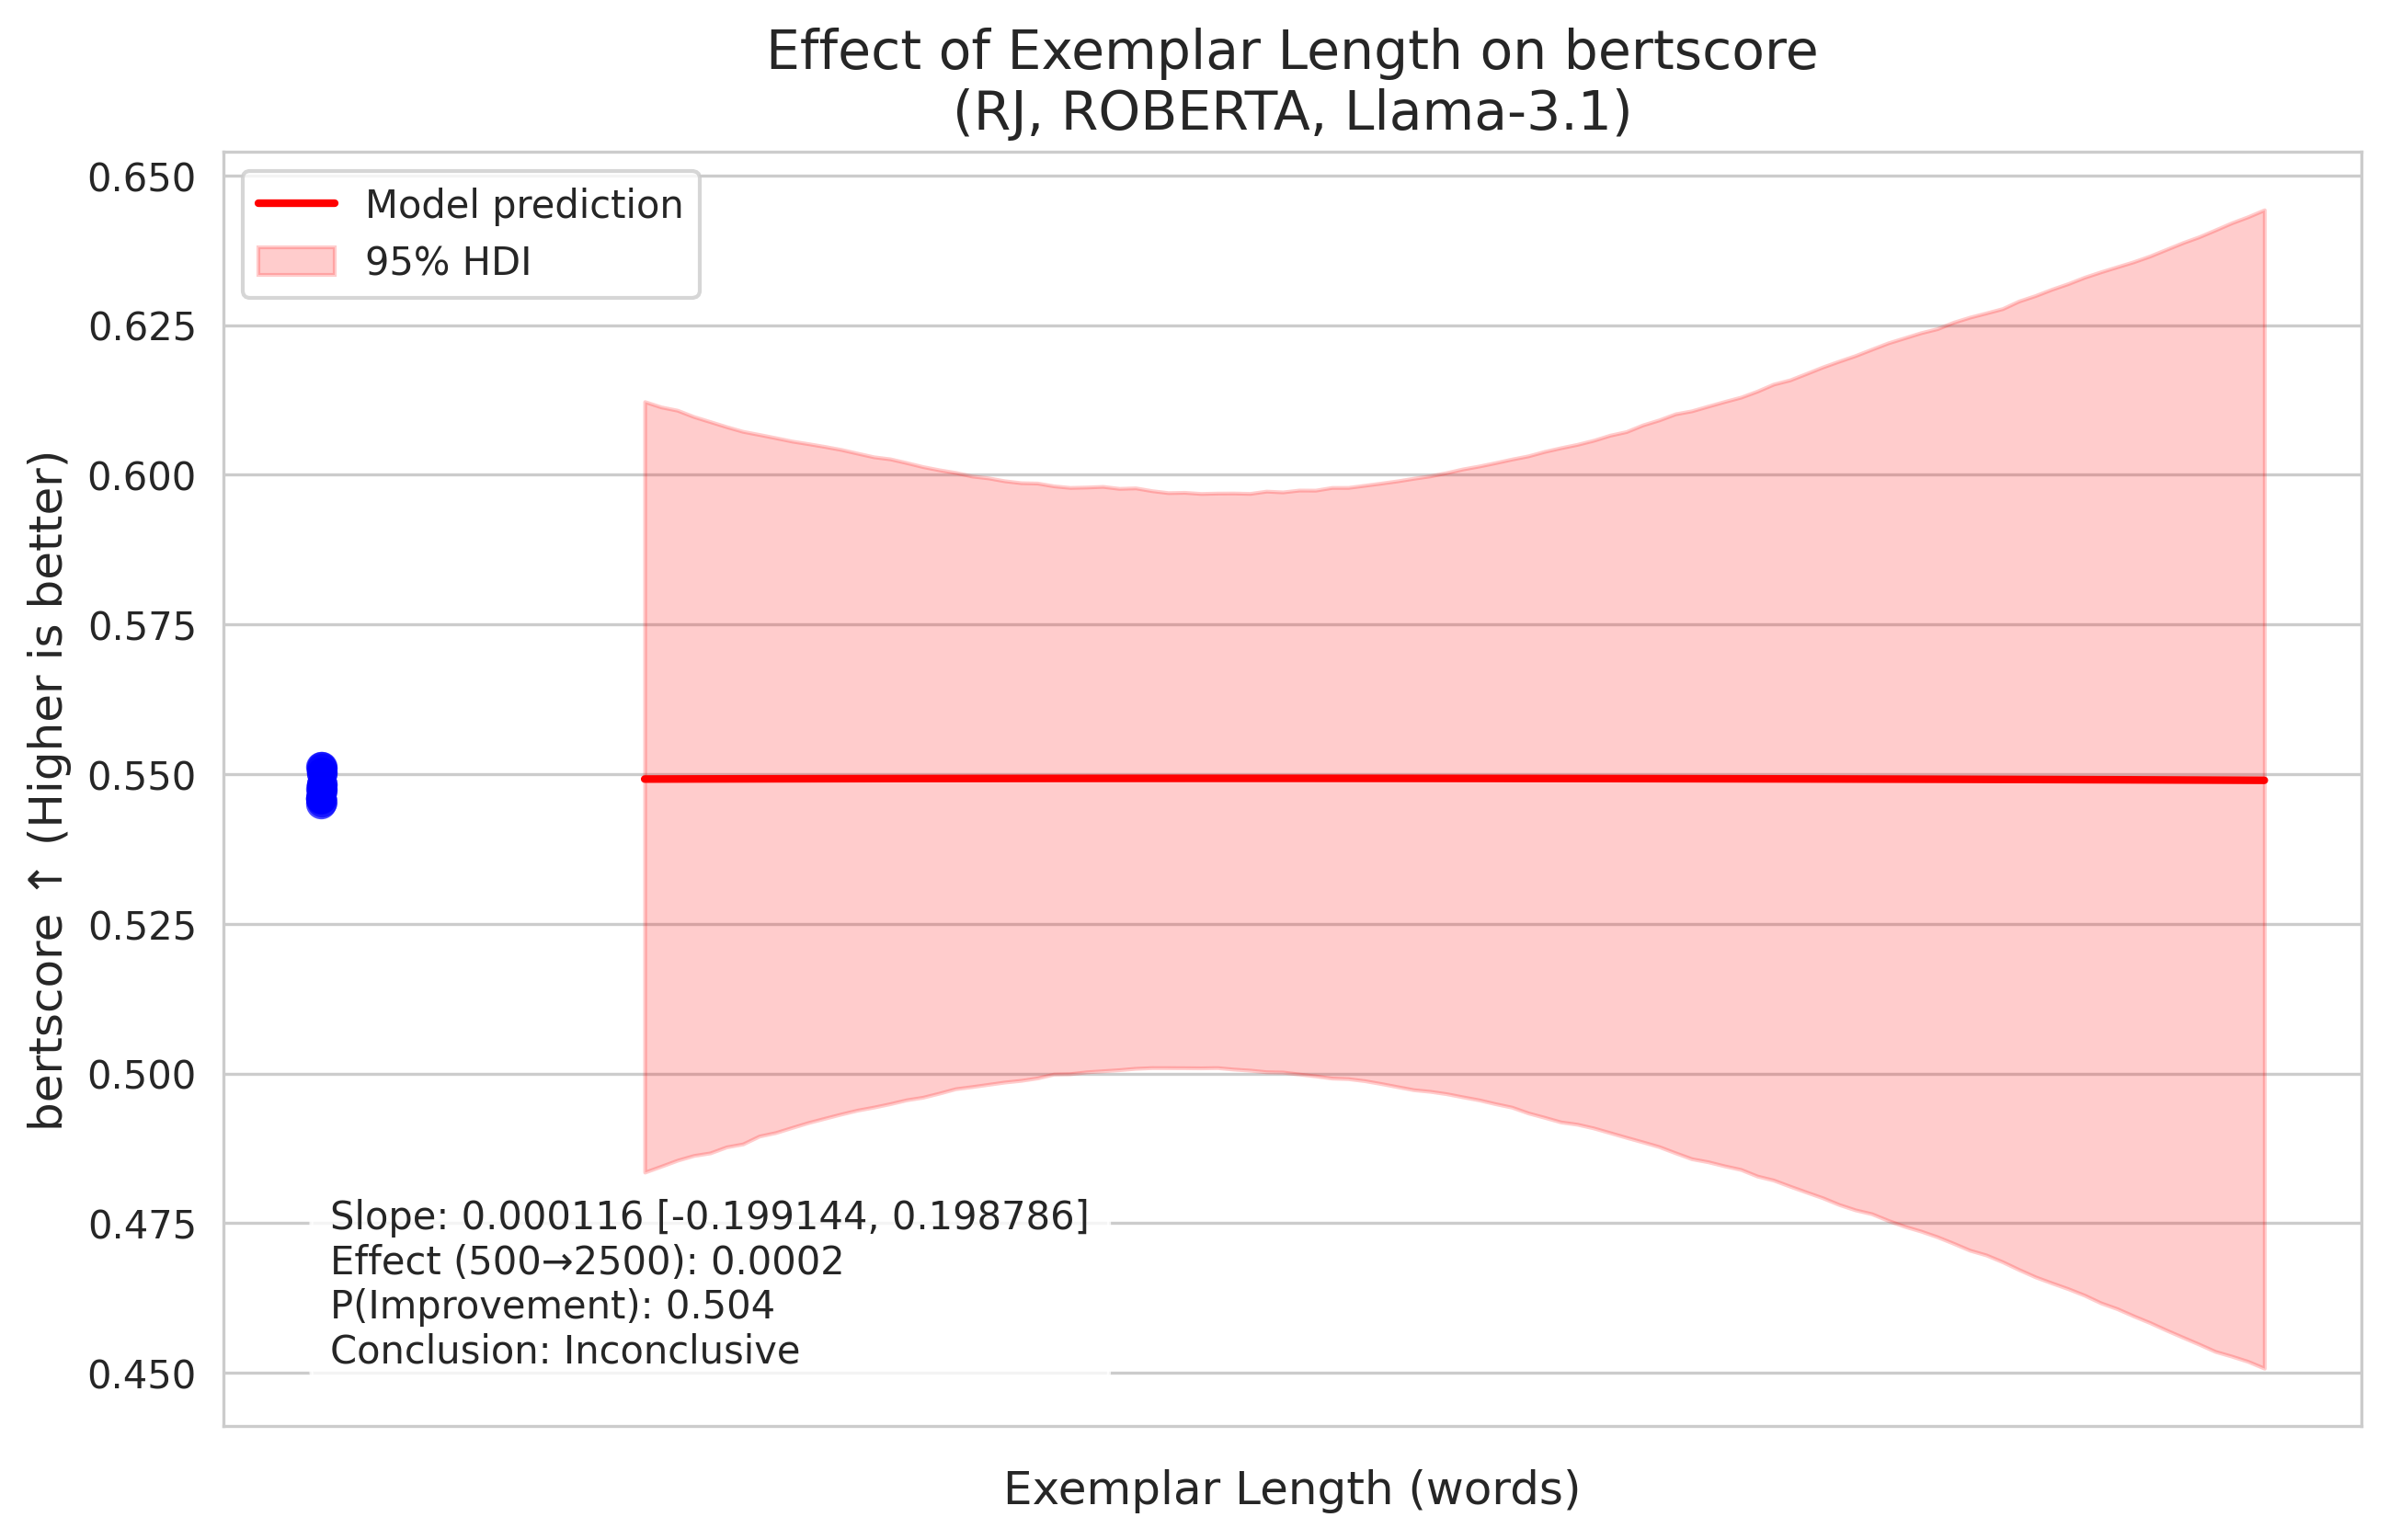 Effect of Exemplar Length on bertscore
(RJ, ROBERTA, Llama-3.1)
Model prediction
95% HDI
bertscore ↑ (Higher is better)
0.650
0.625
0.600
0.575
0.550
0.525
0.500
0.475
0.450
Slope: 0.000116 [-0.199144, 0.198786]
Effect (500→2500): 0.0002
P(Improvement): 0.504
Conclusion: Inconclusive
Exemplar Length (words)